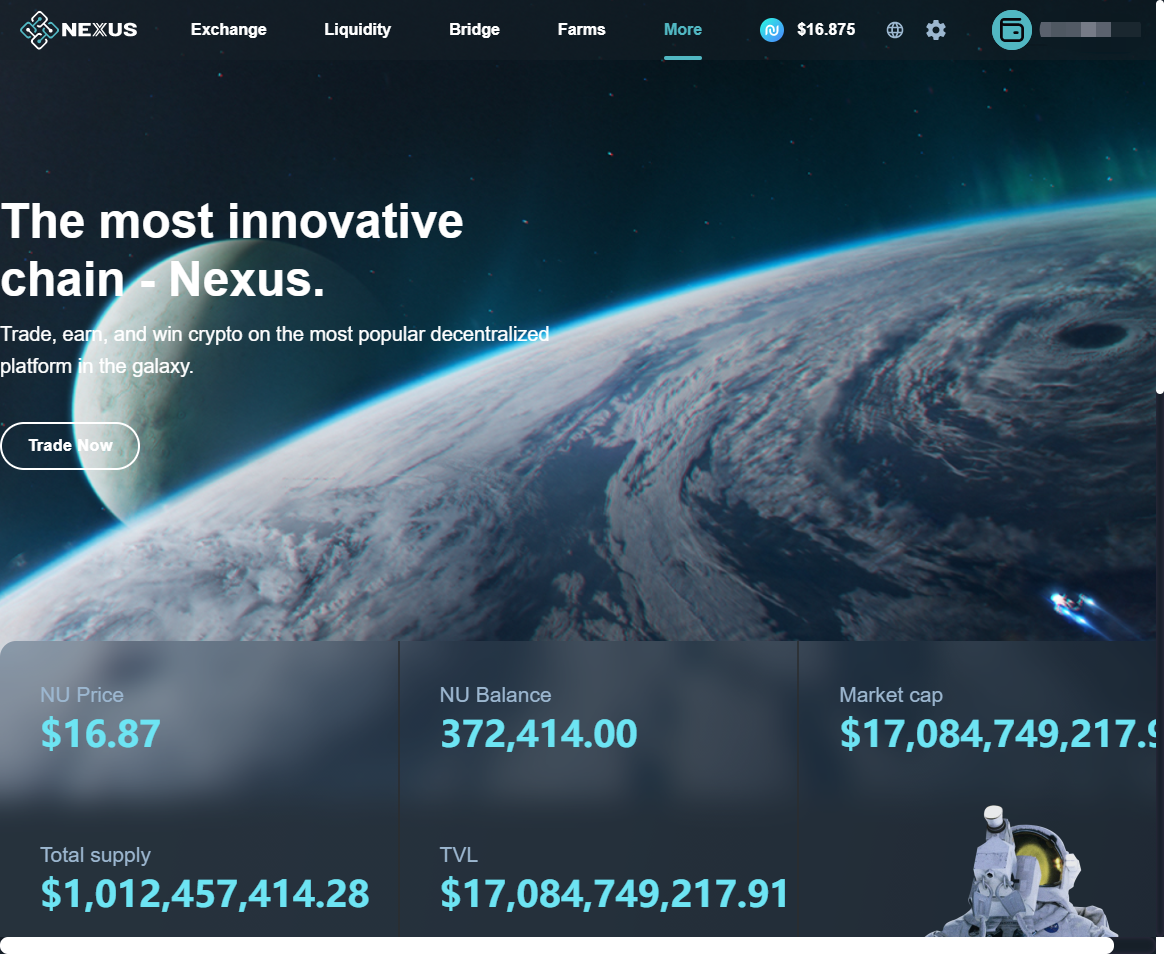 NEXUS Exchange Liquidity Bridge Farms More $16.875
The most innovative
chain - Nexus.
Trade, earn, and win crypto on the most popular decentralized
platform in the galaxy.
Trade Now
NU Price NU Balance Market cap
$16.87 372,414.00 $17,084,749,217.9
Total supply TVL
$1,012,457,414.28 $17,084,749,217.91